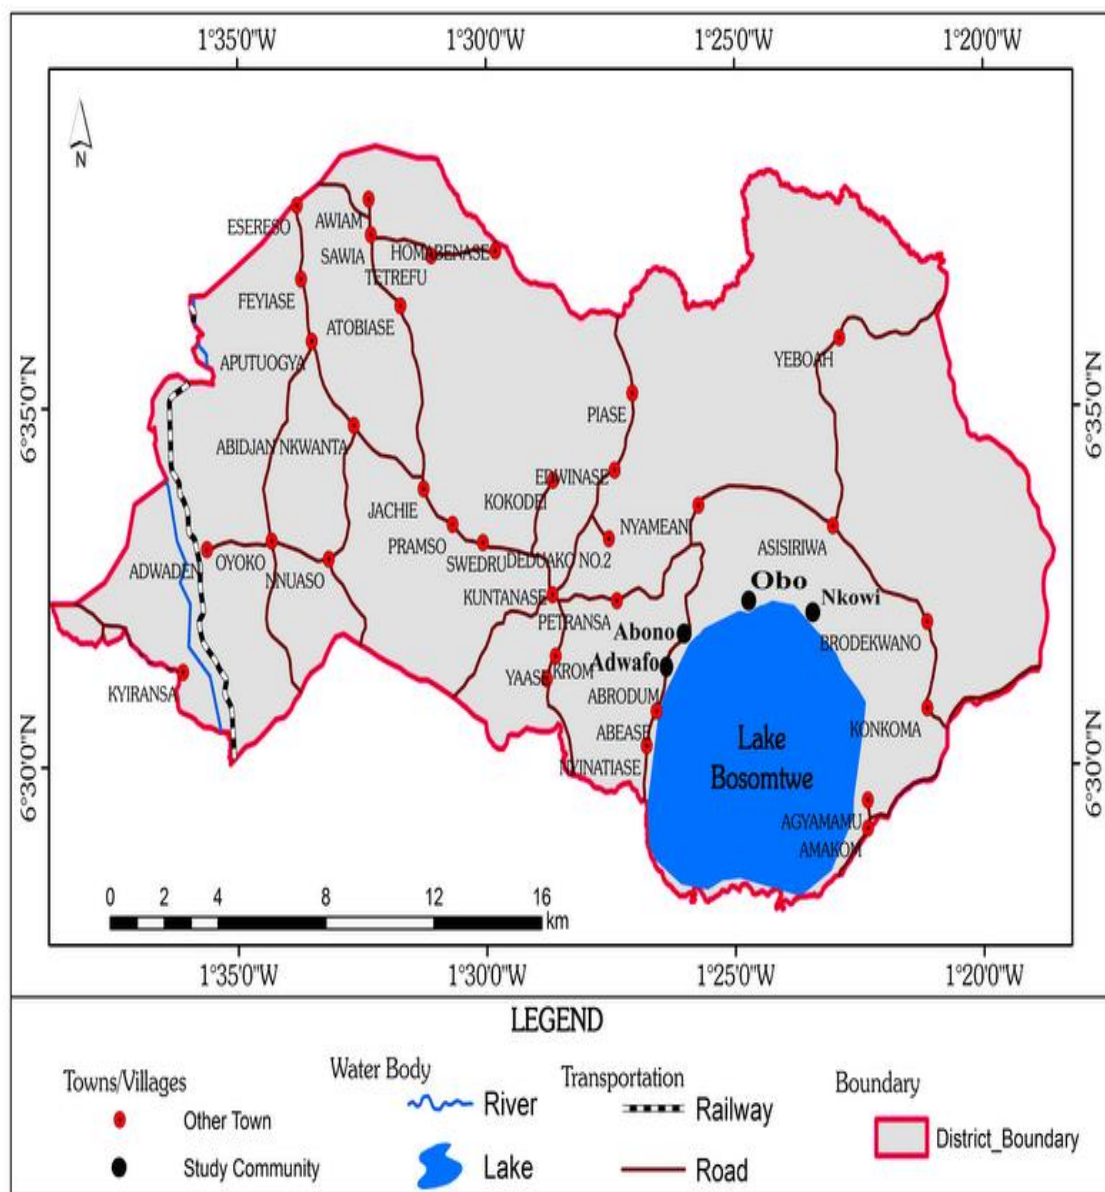 1°35'0"W 1°30'0"W 1°25'0"W 1°20'0"W
N
ESERESO
AWIAM
SAWIA
HOMABENASE
TETREFU
FEYIASE
ATOBIASE
APUTUOGYA
YEBOAH
6°35'0"N 6°35'0"N
PIASE
ABIDJAN NKWANTA
EDWINASE
KOKODEI
JACHIE
NYAMEANI
PRAMSO
ASISIRIWA
SWEDRU
DEDUAKO NO.2
OYOKO
ADWADEN
NNUASO
KUNTANASE
Obo
Nkowi
PETRANSA
Abono
BRODEKWANO
Adwafo
YAASE
KROM
KYIRANSA
ABRODUM
ABEASE
KONKOMA
Lake
Bosomtwe
NYINATIASE
6°30'0"N 6°30'0"N
AGYAMAMU
AMAKOM
0 2 4 8 12 16
km
1°35'0"W 1°30'0"W 1°25'0"W 1°20'0"W
LEGEND
Towns/Villages
Other Town
Study Community
Water Body
River
Lake
Transportation
Railway
Road
Boundary
District_Boundary